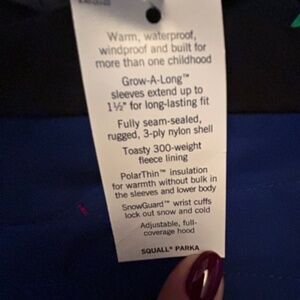 Warm, waterproof,
windproof and built for
more than one childhood
Grow-A-Long™
sleeves extend up to
1½" for long-lasting fit
Fully seam-sealed,
rugged, 3-ply nylon shell
Toasty 300-weight
fleece lining
PolarThin™ insulation
for warmth without bulk in
the sleeves and lower body
SnowGuard™ wrist cuffs
lock out snow and cold
Adjustable, full-
coverage hood
SQUALL® PARKA